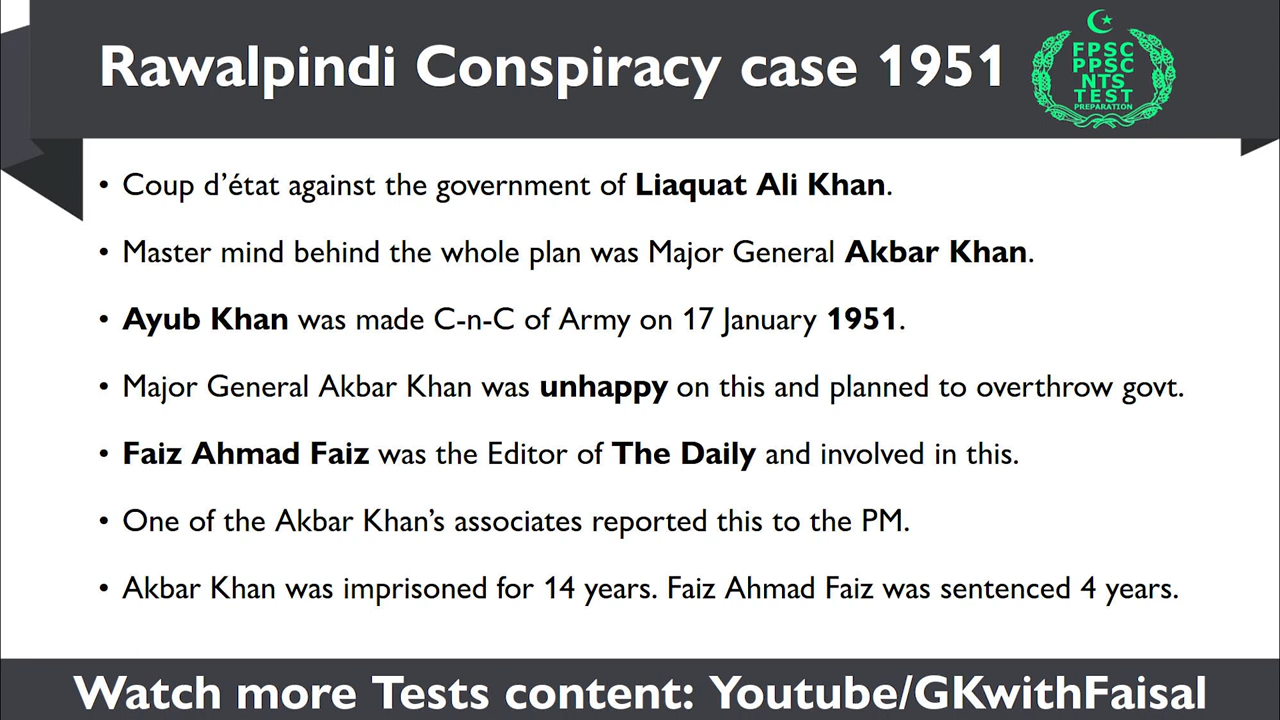 Rawalpindi Conspiracy case 1951
FPSC
PPSC
NTS
TEST
PREPARATION
• Coup d’état against the government of Liaquat Ali Khan.
• Master mind behind the whole plan was Major General Akbar Khan.
• Ayub Khan was made C-n-C of Army on 17 January 1951.
• Major General Akbar Khan was unhappy on this and planned to overthrow govt.
• Faiz Ahmad Faiz was the Editor of The Daily and involved in this.
• One of the Akbar Khan’s associates reported this to the PM.
• Akbar Khan was imprisoned for 14 years. Faiz Ahmad Faiz was sentenced 4 years.
Watch more Tests content: Youtube/GKwithFaisal